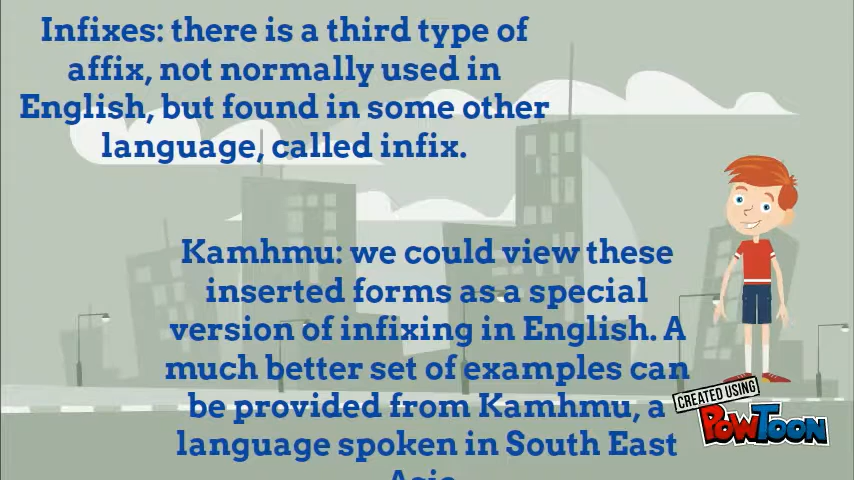 Infixes: there is a third type of
affix, not normally used in
English, but found in some other
language, called infix.
Kamhmu: we could view these
inserted forms as a special
version of infixing in English. A
much better set of examples can
be provided from Kamhmu, a
language spoken in South East
Asia
CREATED USING
POWTOON